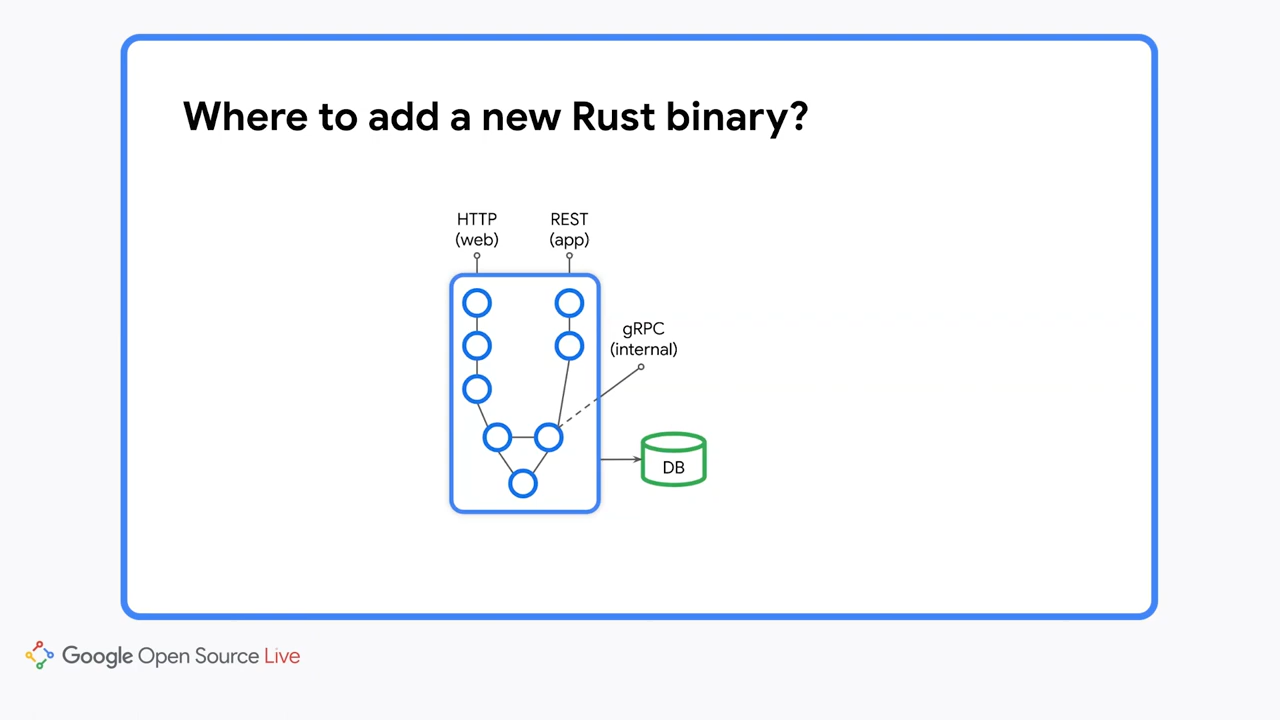 Where to add a new Rust binary?
HTTP
(web)
REST
(app)
gRPC
(internal)
DB
Google Open Source Live